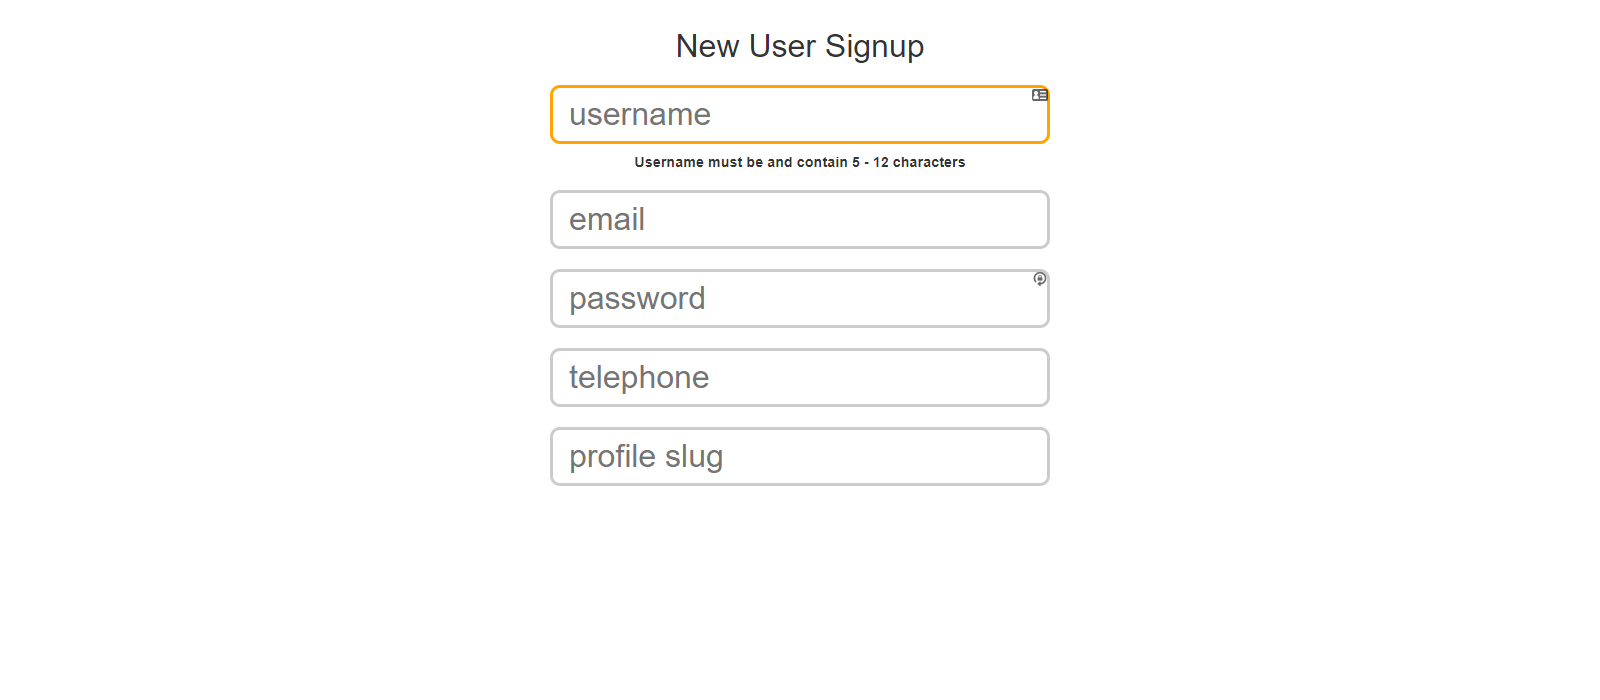 New User Signup
username
Username must be and contain 5 - 12 characters
email
password
telephone
profile slug